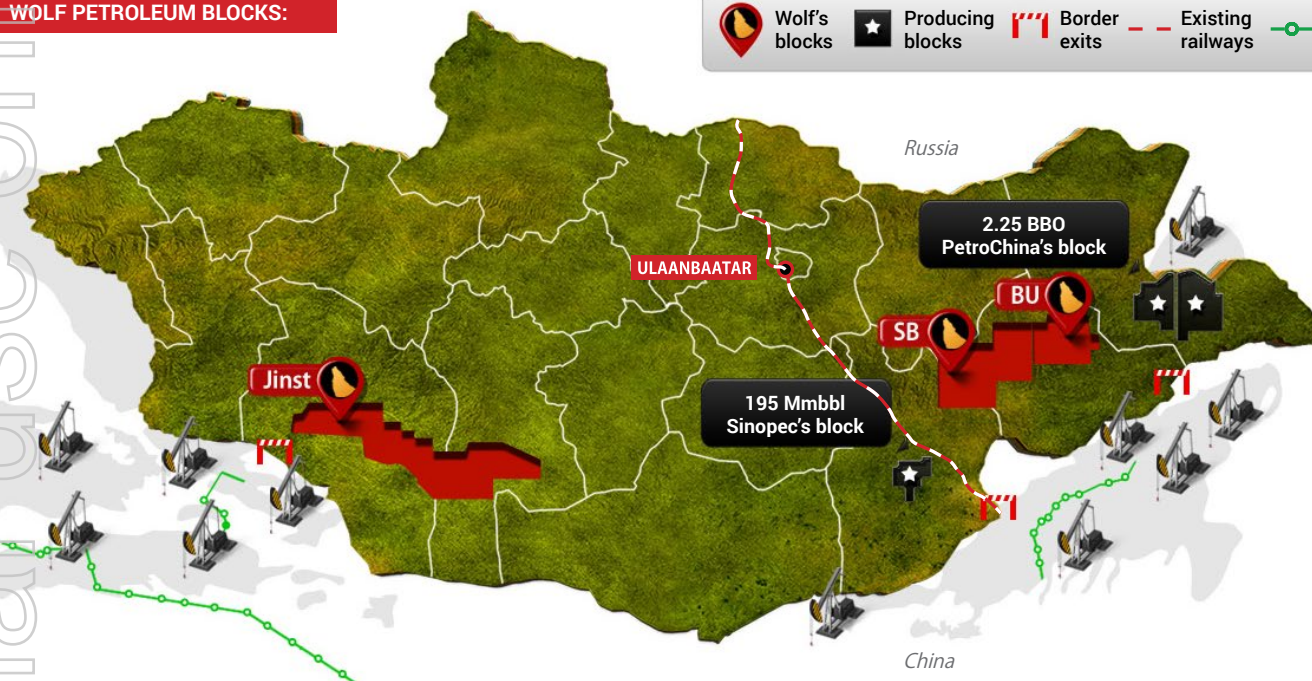 WOLF PETROLEUM BLOCKS:
Wolf's
blocks
Producing
blocks
Border
exits
Existing
railways
Russia
2.25 BBO
PetroChina's block
ULAANBAATAR
BU
SB
Jinst
195 Mmbbl
Sinopec's block
China